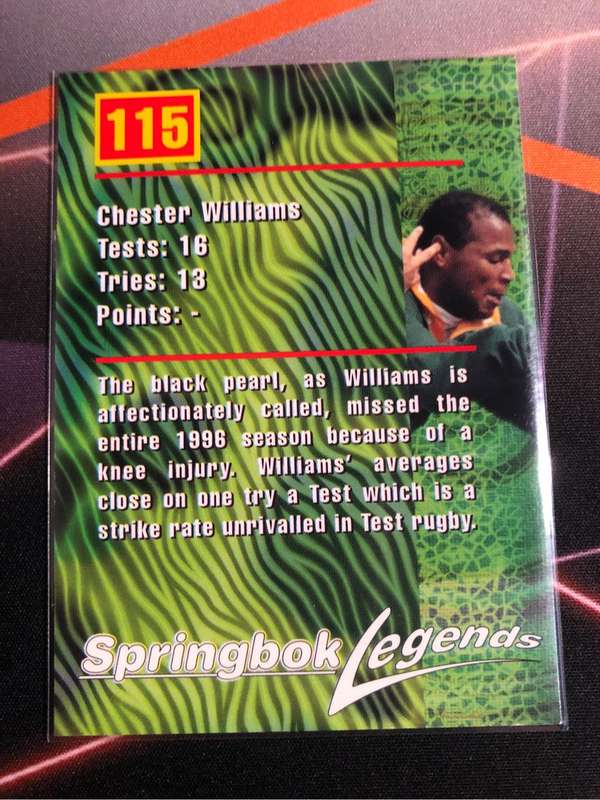 115
Chester Williams
Tests: 16
Tries: 13
Points: -
The black pearl, as Williams is
affectionately called, missed the
entire 1996 season because of a
knee injury. Williams' averages
close on one try a Test which is a
strike rate unrivalled in Test rugby.
Springbok Legends